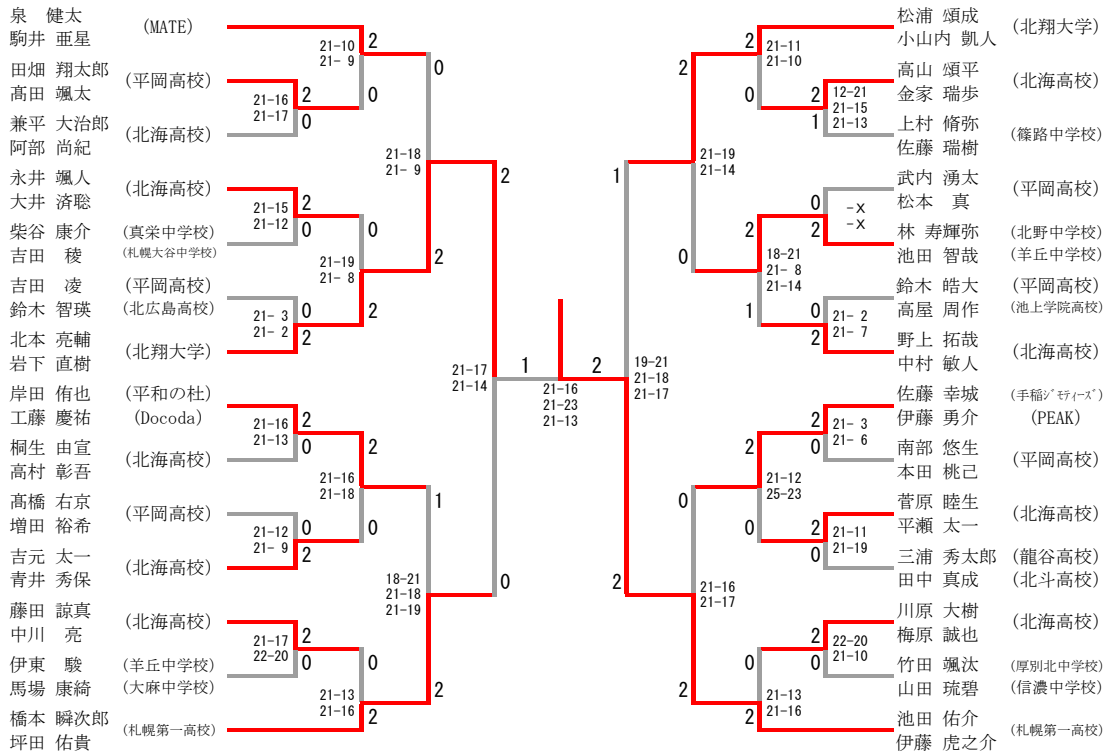 泉 健太
駒井 亜星
(MATE)
田畑 翔太郎
髙田 颯太
(平岡高校)
兼平 大治郎
阿部 尚紀
(北海高校)
永井 颯人
大井 済聡
(北海高校)
柴谷 康介 (真栄中学校)
吉田 稜 (札幌大谷中学校)
吉田 凌 (平岡高校)
鈴木 智瑛 (北広島高校)
北本 亮輔
岩下 直樹
(北翔大学)
岸田 侑也 (平和の杜)
工藤 慶祐 (Docoda)
桐生 由宣
高村 彰吾
(北海高校)
髙橋 右京
増田 裕希
(平岡高校)
吉元 太一
青井 秀保
(北海高校)
藤田 諒真
中川 亮
(北海高校)
伊東 駿 (羊丘中学校)
馬場 康綺 (大麻中学校)
橋本 瞬次郎
坪田 佑貴
(札幌第一高校)
21-16
21-17
2
0
21-15
21-12
2
0
21- 3
21- 2
0
2
21-16
21-13
2
0
21-12
21- 9
0
2
21-17
22-20
2
0
21-10
21- 9
2
0
21-19
21- 8
0
2
21-16
21-18
2
0
21-13
21-16
0
2
21-18
21- 9
0
2
18-21
21-18
21-19
1
2
21-17
21-14
2
0
1
21-16
21-23
21-13
2
19-21
21-18
21-17
1
2
21-19
21-14
2
0
21-16
21-17
0
2
21-11
21-10
2
0
18-21
21- 8
21-14
2
1
21-12
25-23
2
0
21-13
21-16
0
2
12-21
21-15
21-13
2
1
-X
-X
0
2
21- 2
21- 7
0
2
21- 3
21- 6
2
0
21-11
21-19
2
0
22-20
21-10
2
0
松浦 頌成
小山内 凱人
(北翔大学)
高山 頌平
金家 瑞歩
(北海高校)
上村 脩弥
佐藤 瑞樹
(篠路中学校)
武内 湧太
松本 真
(平岡高校)
林 寿輝弥 (北野中学校)
池田 智哉 (羊丘中学校)
鈴木 皓大 (平岡高校)
高屋 周作 (池上学院高校)
野上 拓哉
中村 敏人
(北海高校)
佐藤 幸城 (手稲ｼﾞﾓﾃｨｰｽﾞ)
伊藤 勇介 (PEAK)
南部 悠生
本田 桃己
(平岡高校)
菅原 睦生
平瀬 太一
(北海高校)
三浦 秀太郎 (龍谷高校)
田中 真成 (北斗高校)
川原 大樹
梅原 誠也
(北海高校)
竹田 颯汰 (厚別北中学校)
山田 琉碧 (信濃中学校)
池田 佑介
伊藤 虎之介
(札幌第一高校)